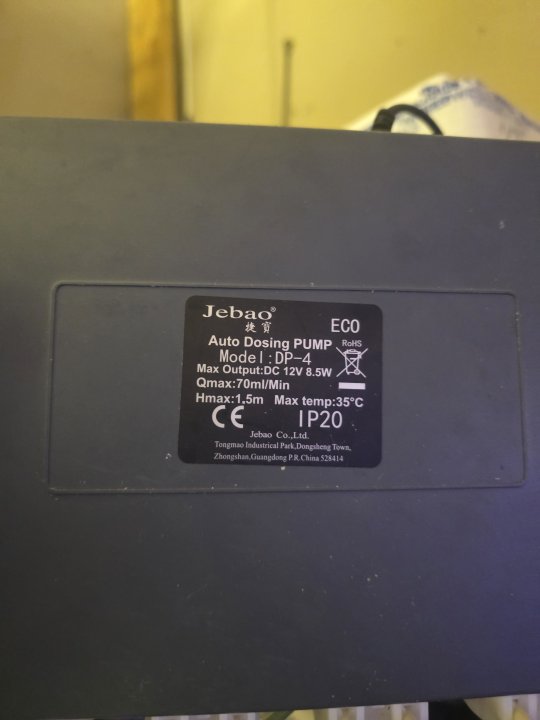 Jebao®
捷寶
ECO
Auto Dosing PUMP
RoHS
Model:DP-4
Max Output:DC 12V 8.5W
Qmax:70ml/Min
Hmax:1.5m Max temp:35°C
CE IP20
Jebao Co.,Ltd.
Tongmao Industrical Park,Dongsheng Town,
Zhongshan,Guangdong P.R.China 528414